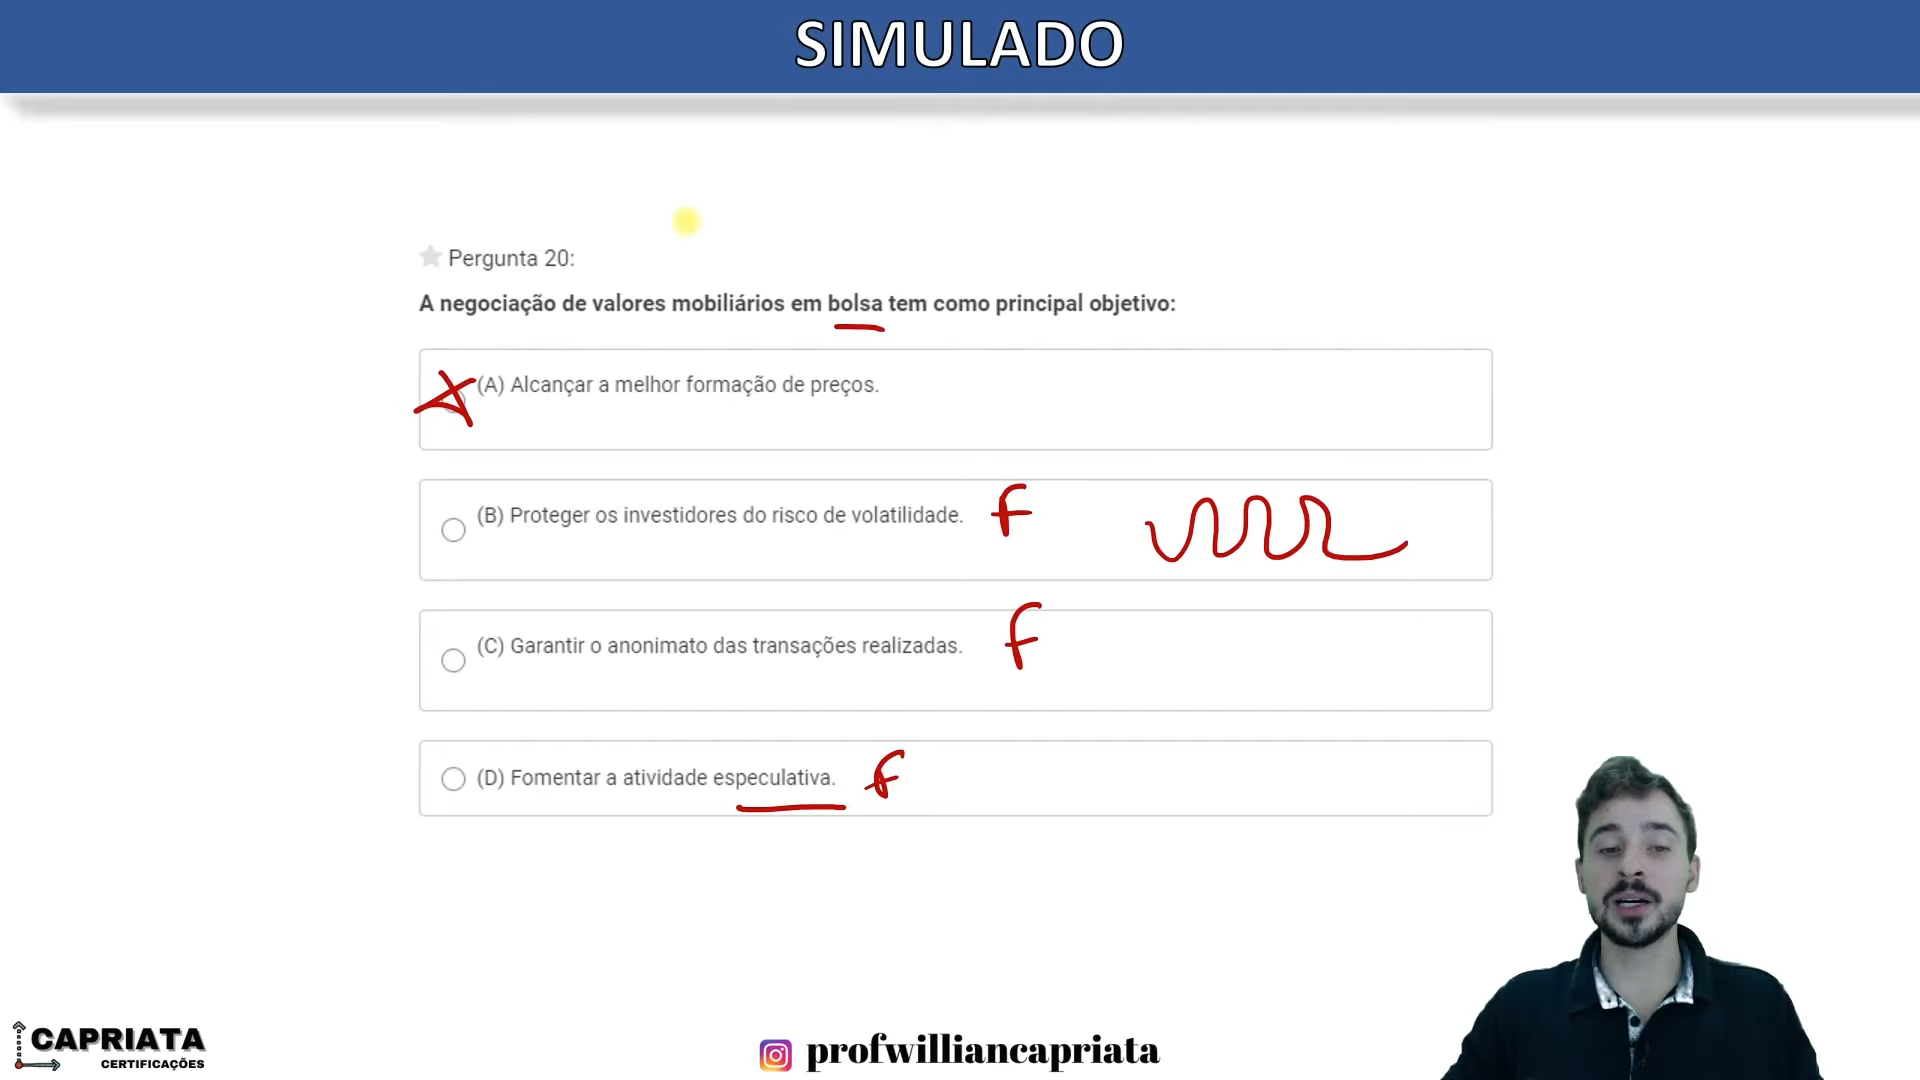 SIMULADO
Pergunta 20:
A negociação de valores mobiliários em bolsa tem como principal objetivo:
(A) Alcançar a melhor formação de preços.
(B) Proteger os investidores do risco de volatilidade. f
(C) Garantir o anonimato das transações realizadas. f
(D) Fomentar a atividade especulativa. f
CAPRIATA
CERTIFICAÇÕES
profwilliancapriata